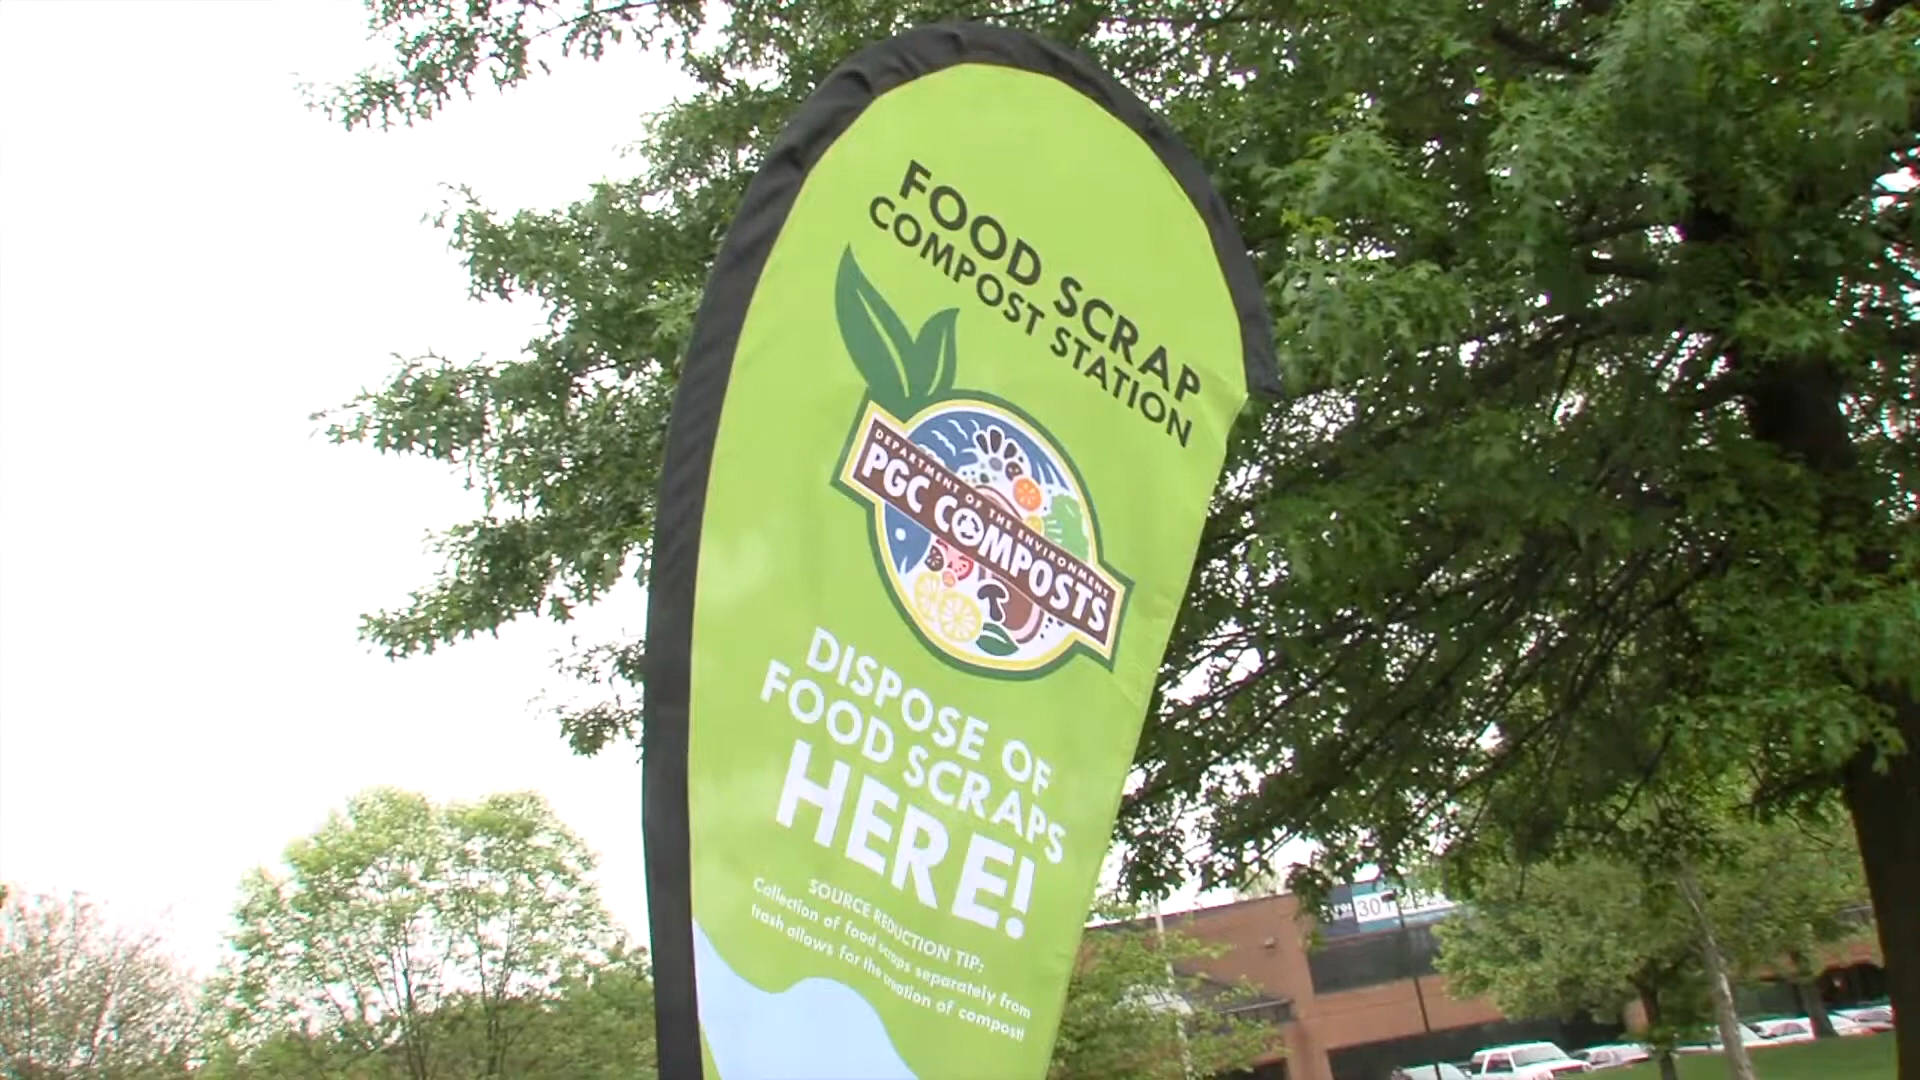 FOOD SCRAP
COMPOST STATION
DEPARTMENT OF THE ENVIRONMENT
PGC COMPOSTS
DISPOSE OF
FOOD SCRAPS
HERE!
SOURCE REDUCTION TIP:
Collection of food scraps separately from
trash allows for the creation of compost!
301